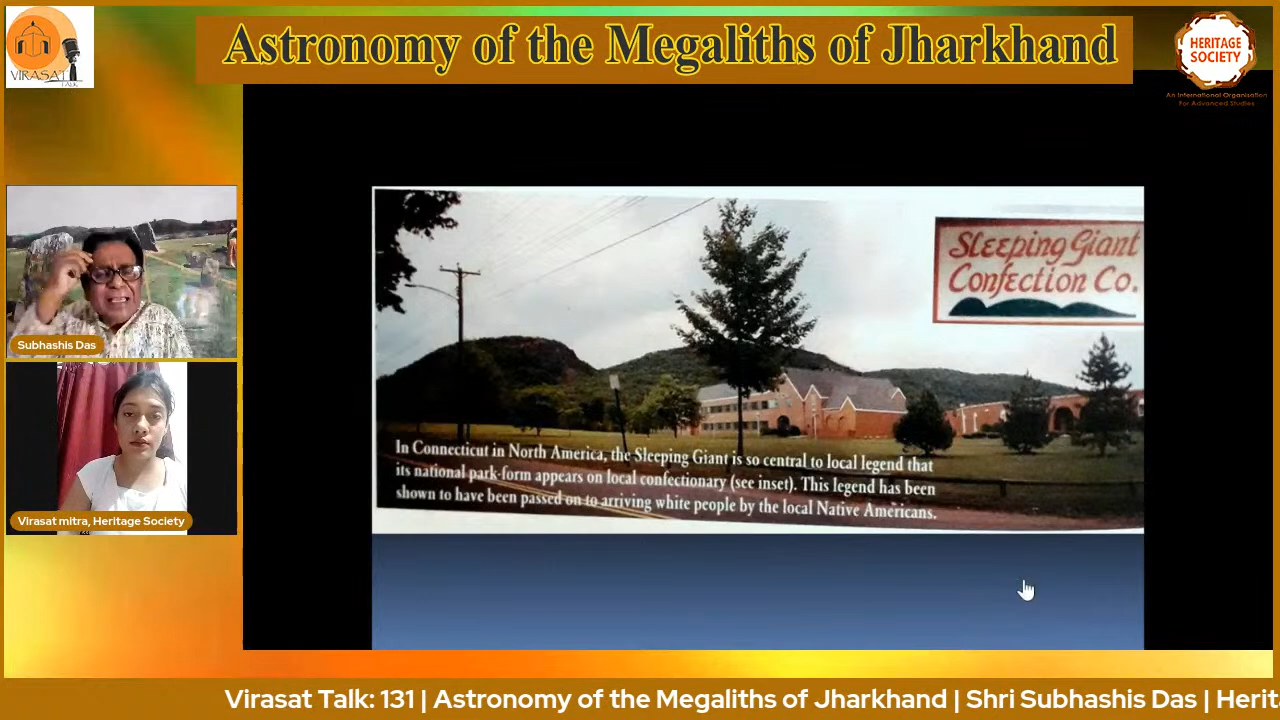 VIRASAT
TALK
Astronomy of the Megaliths of Jharkhand
HERITAGE
SOCIETY
An International Organisation
For Advanced Studies
Subhashis Das
Virasat mitra, Heritage Society
Sleeping Giant
Confection Co.
In Connecticut in North America, the Sleeping Giant is so central to local legend that
its national park-form appears on local confectionary (see inset). This legend has been
shown to have been passed on to arriving white people by the local Native Americans.
Virasat Talk: 131 | Astronomy of the Megaliths of Jharkhand | Shri Subhashis Das | Herit